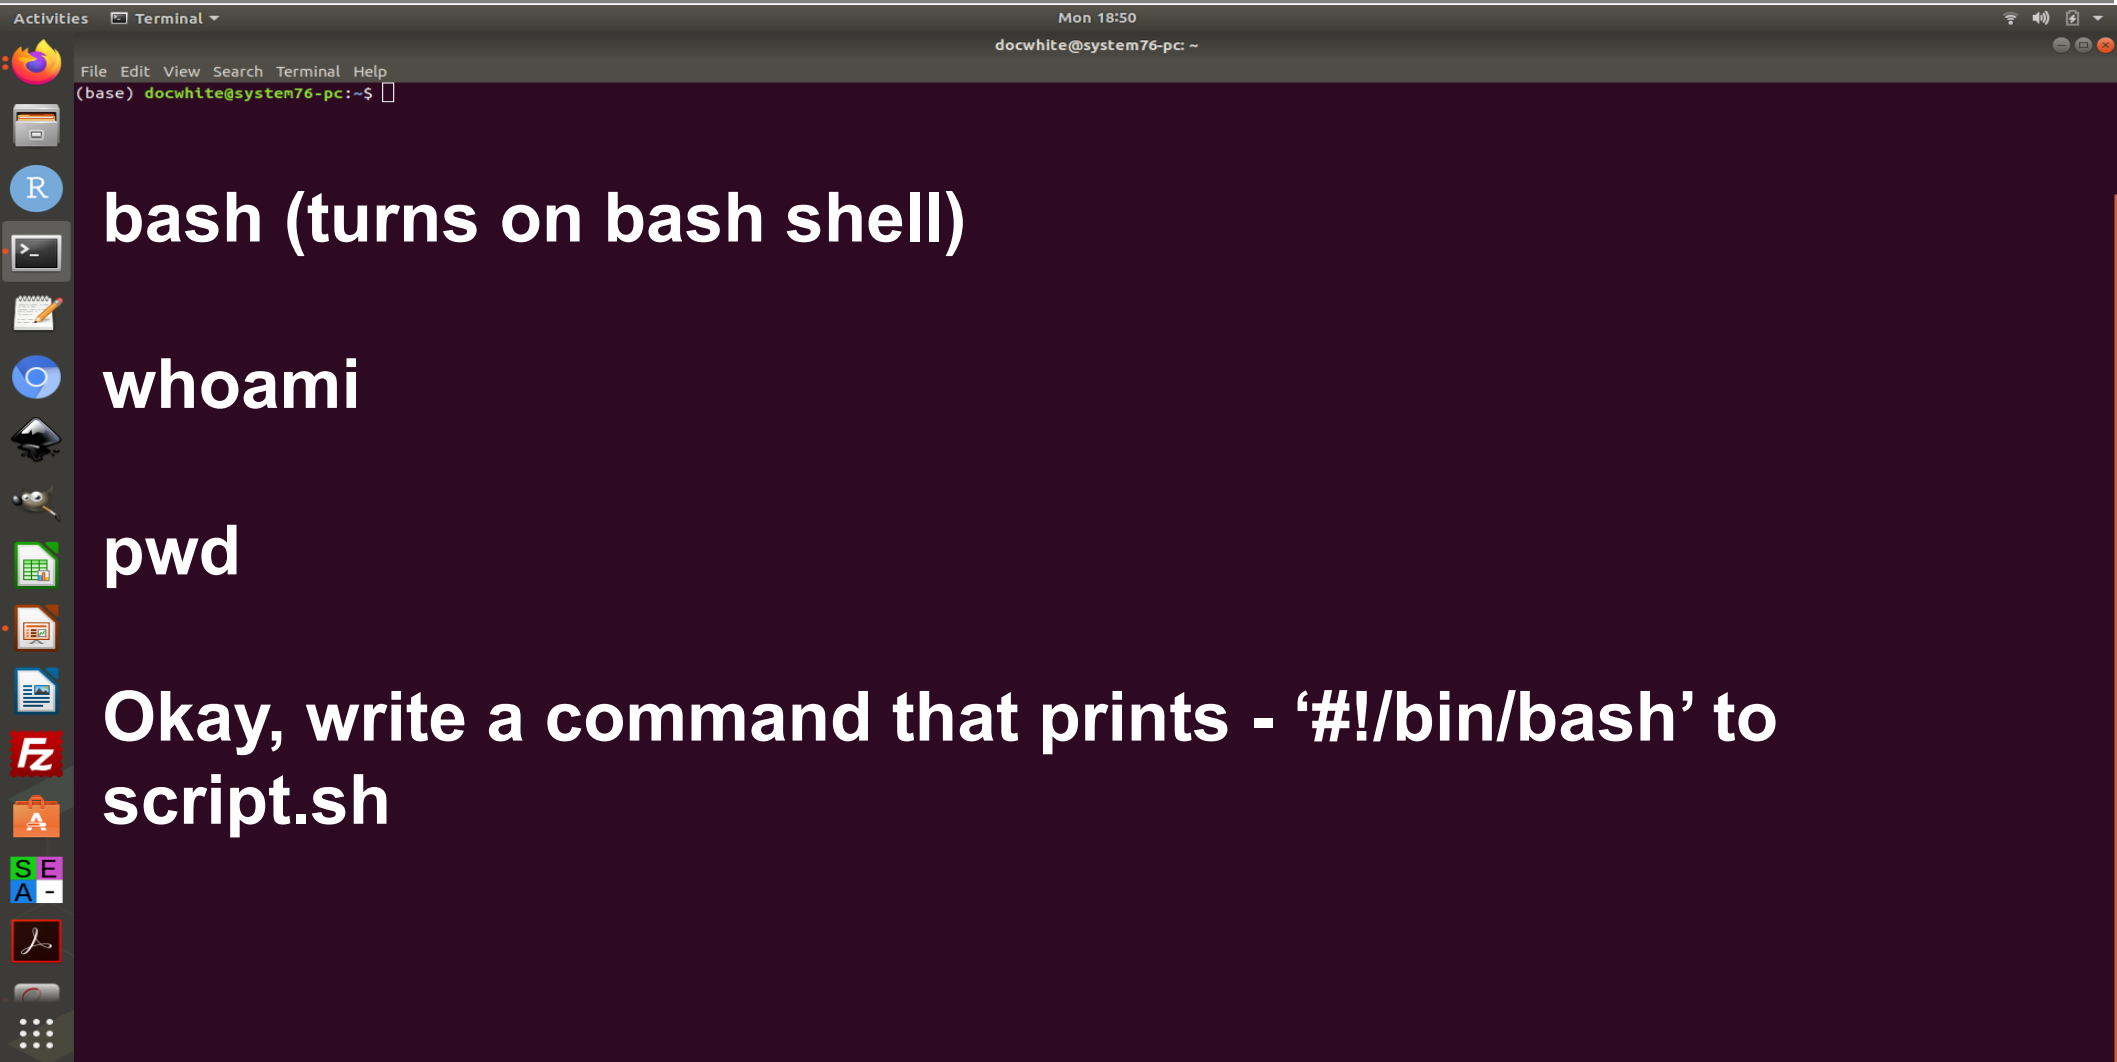 Activities Terminal Mon 18:50
docwhite@system76-pc: ~
File Edit View Search Terminal Help
(base) docwhite@system76-pc:~$
bash (turns on bash shell)
whoami
pwd
Okay, write a command that prints - ‘#!/bin/bash’ to
script.sh
R
>_
Fz
A
S E
A -